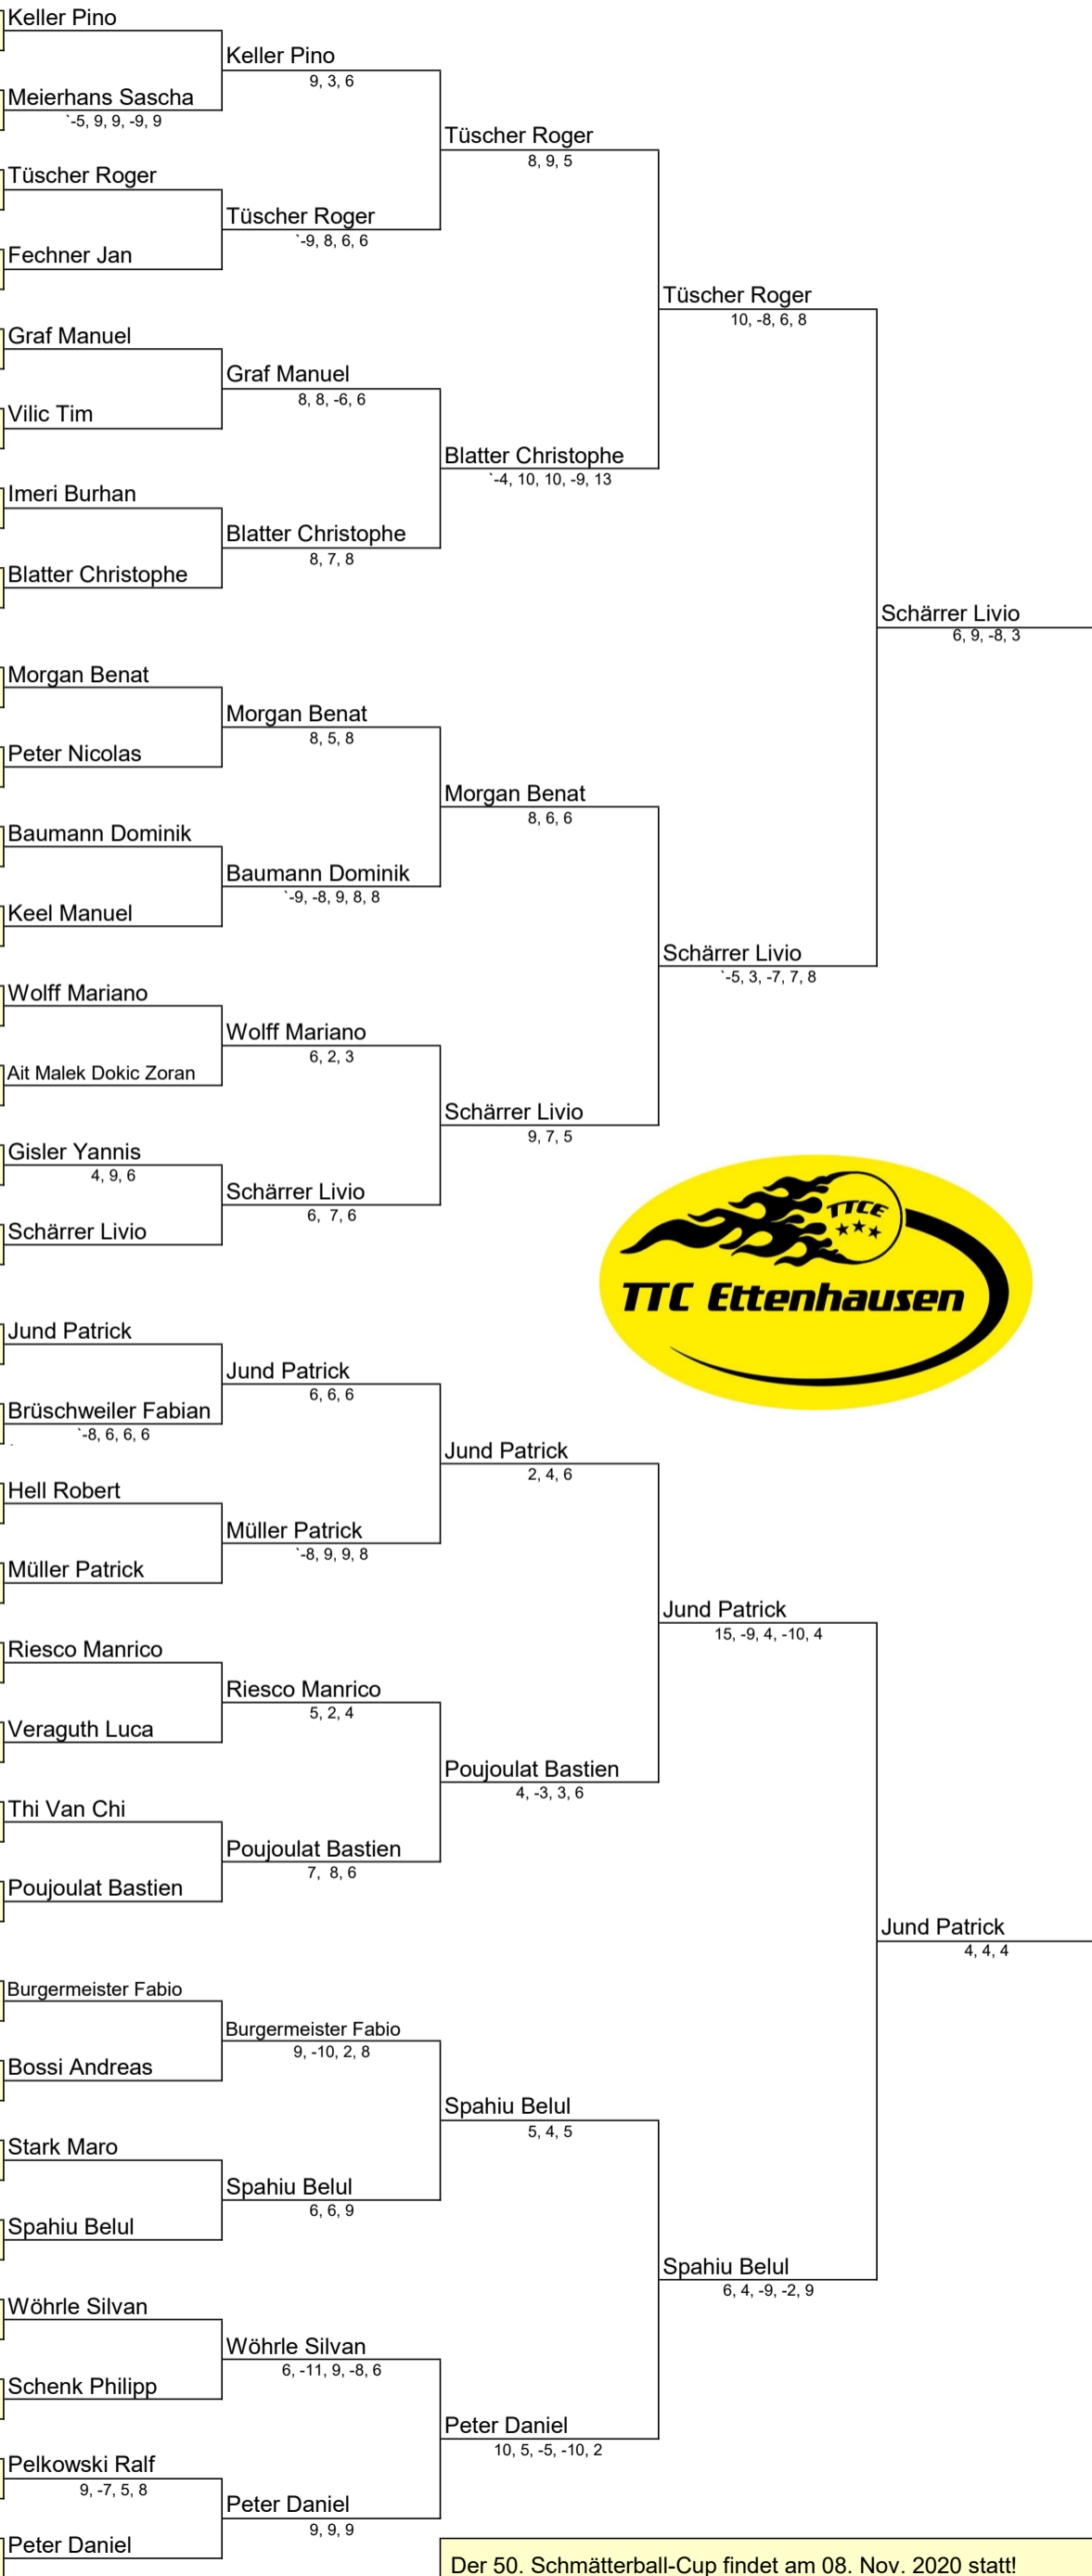 Keller Pino
Keller Pino
9, 3, 6
Meierhans Sascha
`-5, 9, 9, -9, 9
Tüscher Roger
8, 9, 5
Tüscher Roger
Tüscher Roger
`-9, 8, 6, 6
Fechner Jan
Tüscher Roger
10, -8, 6, 8
Graf Manuel
Graf Manuel
8, 8, -6, 6
Vilic Tim
Blatter Christophe
`-4, 10, 10, -9, 13
Imeri Burhan
Blatter Christophe
8, 7, 8
Blatter Christophe
Schärrer Livio
6, 9, -8, 3
Morgan Benat
Morgan Benat
8, 5, 8
Peter Nicolas
Morgan Benat
8, 6, 6
Baumann Dominik
Baumann Dominik
`-9, -8, 9, 8, 8
Keel Manuel
Schärrer Livio
`-5, 3, -7, 7, 8
Wolff Mariano
Wolff Mariano
6, 2, 3
Ait Malek Dokic Zoran
Schärrer Livio
9, 7, 5
Gisler Yannis
4, 9, 6
Schärrer Livio
6,  7, 6
Schärrer Livio
TTCE
TTC Ettenhausen
Jund Patrick
Jund Patrick
6, 6, 6
Brüschweiler Fabian
`-8, 6, 6, 6
`
Jund Patrick
2, 4, 6
Hell Robert
Müller Patrick
`-8, 9, 9, 8
Müller Patrick
Jund Patrick
15, -9, 4, -10, 4
Riesco Manrico
Riesco Manrico
5, 2, 4
Veraguth Luca
Poujoulat Bastien
4, -3, 3, 6
Thi Van Chi
Poujoulat Bastien
7,  8, 6
Poujoulat Bastien
Jund Patrick
4, 4, 4
Burgermeister Fabio
Burgermeister Fabio
9, -10, 2, 8
Bossi Andreas
Spahiu Belul
5, 4, 5
Stark Maro
Spahiu Belul
6, 6, 9
Spahiu Belul
Spahiu Belul
6, 4, -9, -2, 9
Wöhrle Silvan
Wöhrle Silvan
6, -11, 9, -8, 6
Schenk Philipp
Peter Daniel
10, 5, -5, -10, 2
Pelkowski Ralf
9, -7, 5, 8
Peter Daniel
9, 9, 9
Peter Daniel
Der 50. Schmätterball-Cup findet am 08. Nov. 2020 statt!